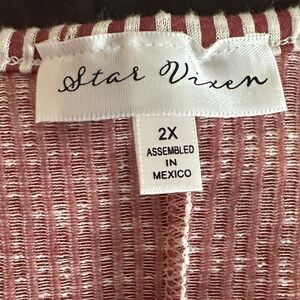 Star Vixen
2X
ASSEMBLED
IN
MEXICO